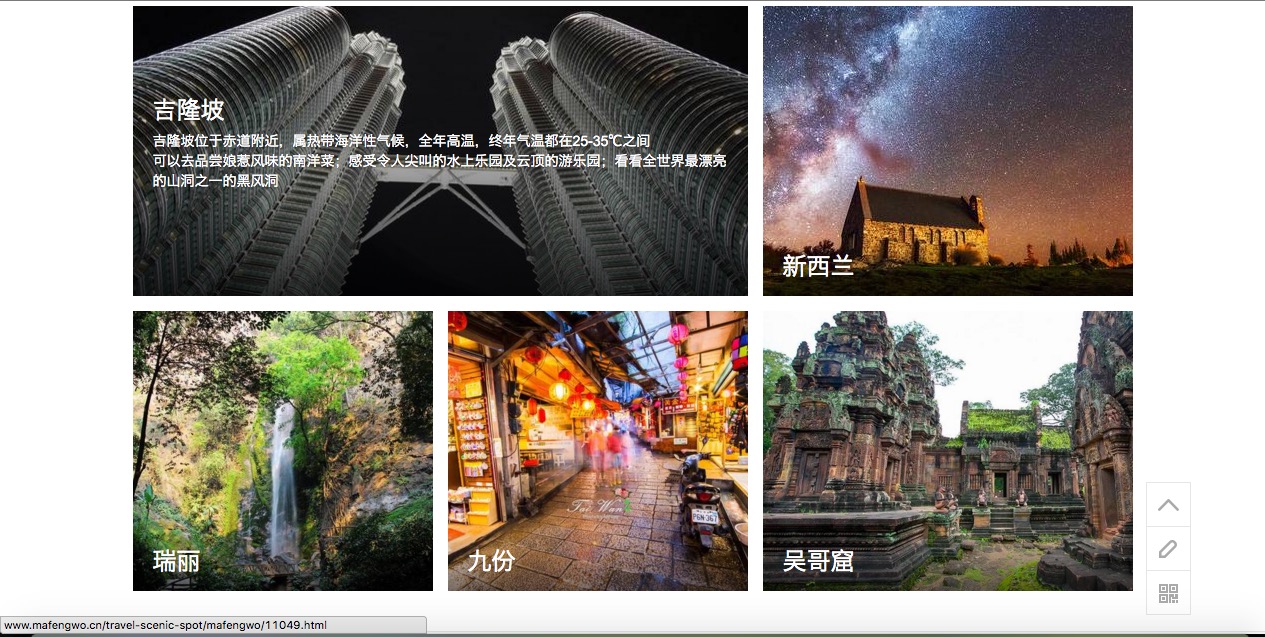 吉隆坡
吉隆坡位于赤道附近，属热带海洋性气候，全年高温，终年气温都在25-35℃之间
可以去品尝娘惹风味的南洋菜；感受令人尖叫的水上乐园及云顶的游乐园；看看全世界最漂亮
的山洞之一的黑风洞
新西兰
瑞丽
九份
吴哥窟
Tai Wang
PGN-367
www.mafengwo.cn/travel-scenic-spot/mafengwo/11049.html